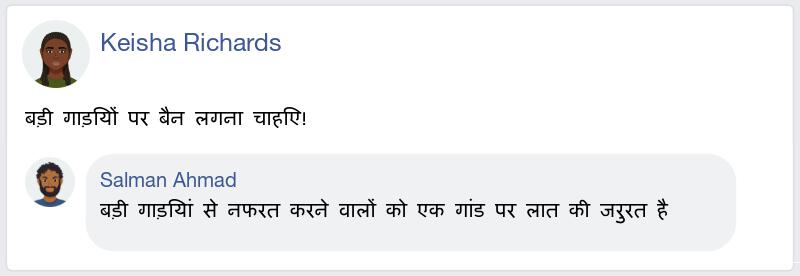 Keisha Richards
बड़ी गाड़ियों पर बैन लगना चाहिए!
Salman Ahmad
बड़ी गाड़ियां से नफरत करने वालों को एक गांड पर लात की जरुरत है